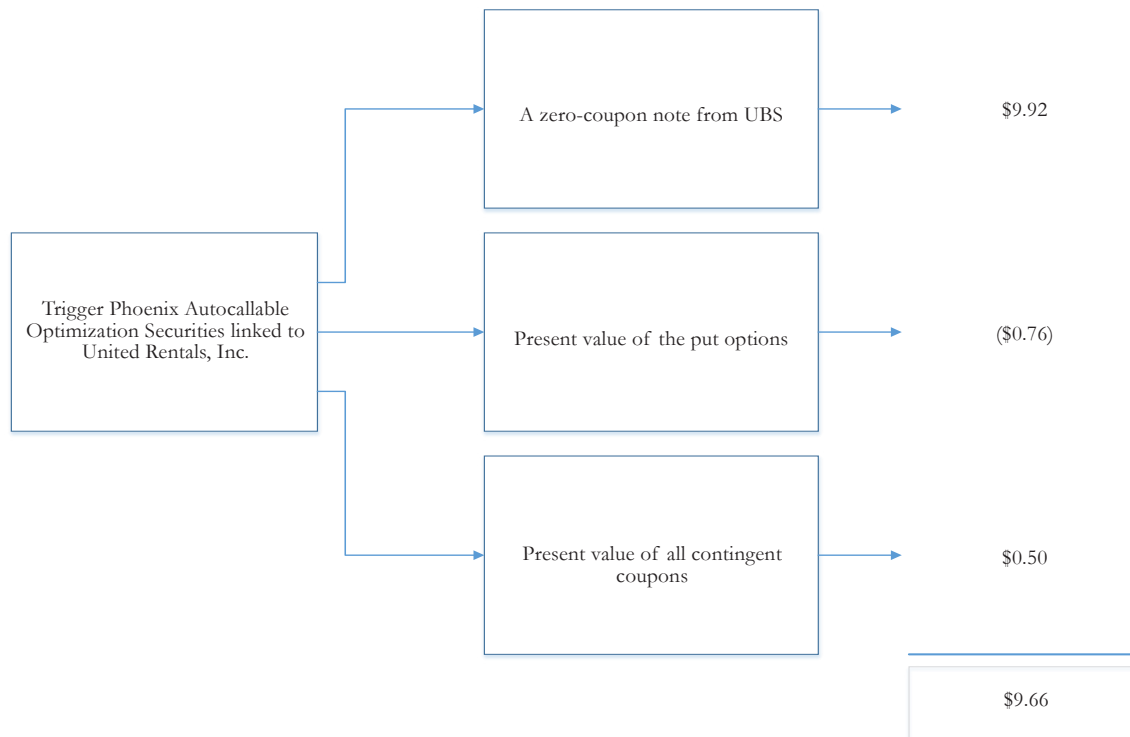 A zero-coupon note from UBS
$9.92
Trigger Phoenix Autocallable
Optimization Securities linked to
United Rentals, Inc.
Present value of the put options
($0.76)
Present value of all contingent
coupons
$0.50
$9.66